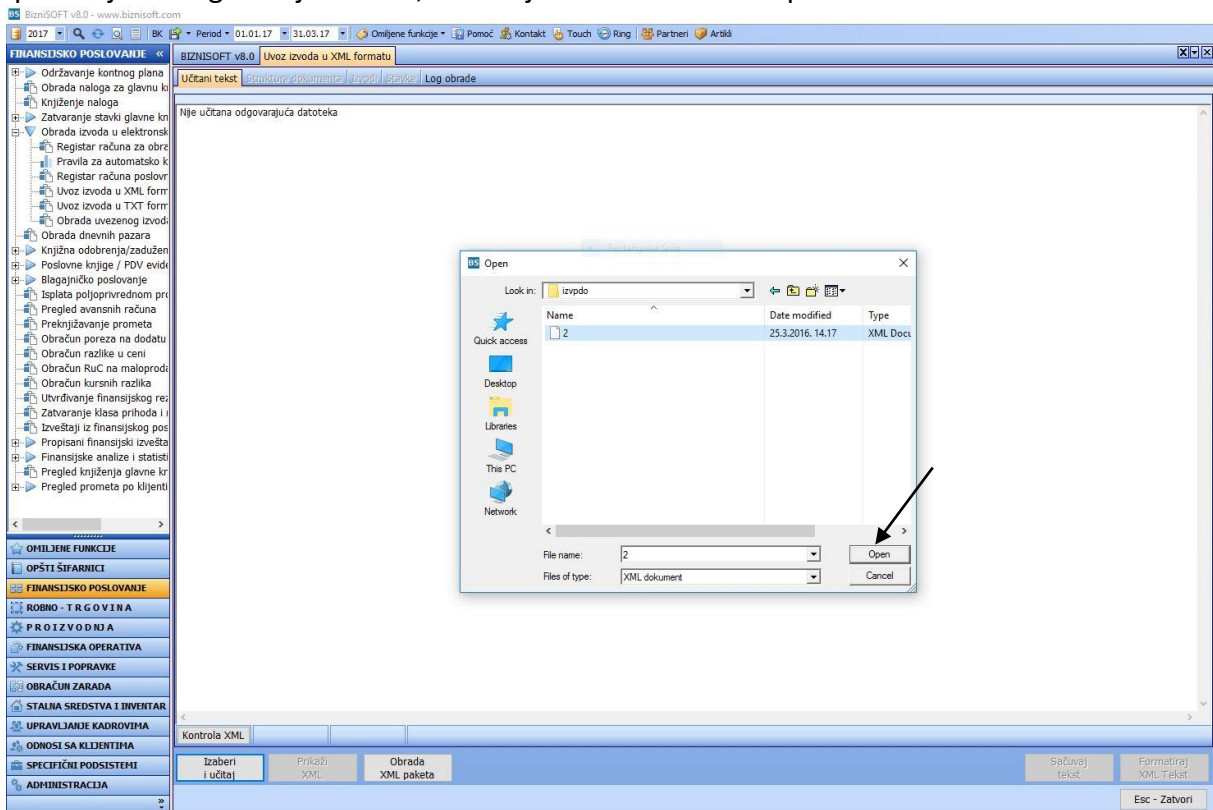 BizniSOFT v8.0 - www.biznisoft.com
2017 BK Period 01.01.17 31.03.17 Omiljene funkcije Pomoć Kontakt Touch Ring Partneri Artikli
FINANSIJSKO POSLOVANJE «
BIZNISOFT v8.0 Uvoz izvoda u XML formatu
Učitani tekst Struktura dokumenta Izvodi Stavke Log obrade
Nije učitana odgovarajuća datoteka
Održavanje kontnog plana
Obrada naloga za glavnu k
Knjiženje naloga
Zatvaranje stavki glavne kn
Obrada izvoda u elektronsk
Registar računa za obra
Pravila za automatsko k
Registar računa poslovr
Uvoz izvoda u XML form
Uvoz izvoda u TXT form
Obrada uvezenog izvoda
Obrada dnevnih pazara
Knjižna odobrenja/zadužen
Poslovne knjige / PDV evide
Blagajničko poslovanje
Isplata poljoprivrednom pro
Pregled avansnih računa
Preknjižavanje prometa
Obračun poreza na dodatu
Obračun razlike u ceni
Obračun RuC na maloproda
Obračun kursnih razlika
Utvrđivanje finansijskog rez
Zatvaranje klasa prihoda i r
Izveštaji iz finansijskog pos
Propisani finansijski izvešta
Finansijske analize i statisti
Pregled knjiženja glavne kr
Pregled prometa po klijenti
OMILJENE FUNKCIJE
OPŠTI ŠIFARNICI
FINANSIJSKO POSLOVANJE
ROBNO - T R G O V I N A
P R O I Z V O D NJ A
FINANSIJSKA OPERATIVA
SERVIS I POPRAVKE
OBRAČUN ZARADA
STALNA SREDSTVA I INVENTAR
UPRAVLJANJE KADROVIMA
ODNOSI SA KLIJENTIMA
SPECIFIČNI PODSISTEMI
ADMINISTRACIJA
»
Open
Look in: izvpdo
Name Date modified Type
2 25.3.2016. 14.17 XML Docu
Quick access
Desktop
Libraries
This PC
Network
File name: 2 Open
Files of type: XML dokument Cancel
Kontrola XML
Izaberi i učitaj
Prikaži XML
Obrada XML paketa
Sačuvaj tekst
Formatiraj XML Tekst
Esc - Zatvori